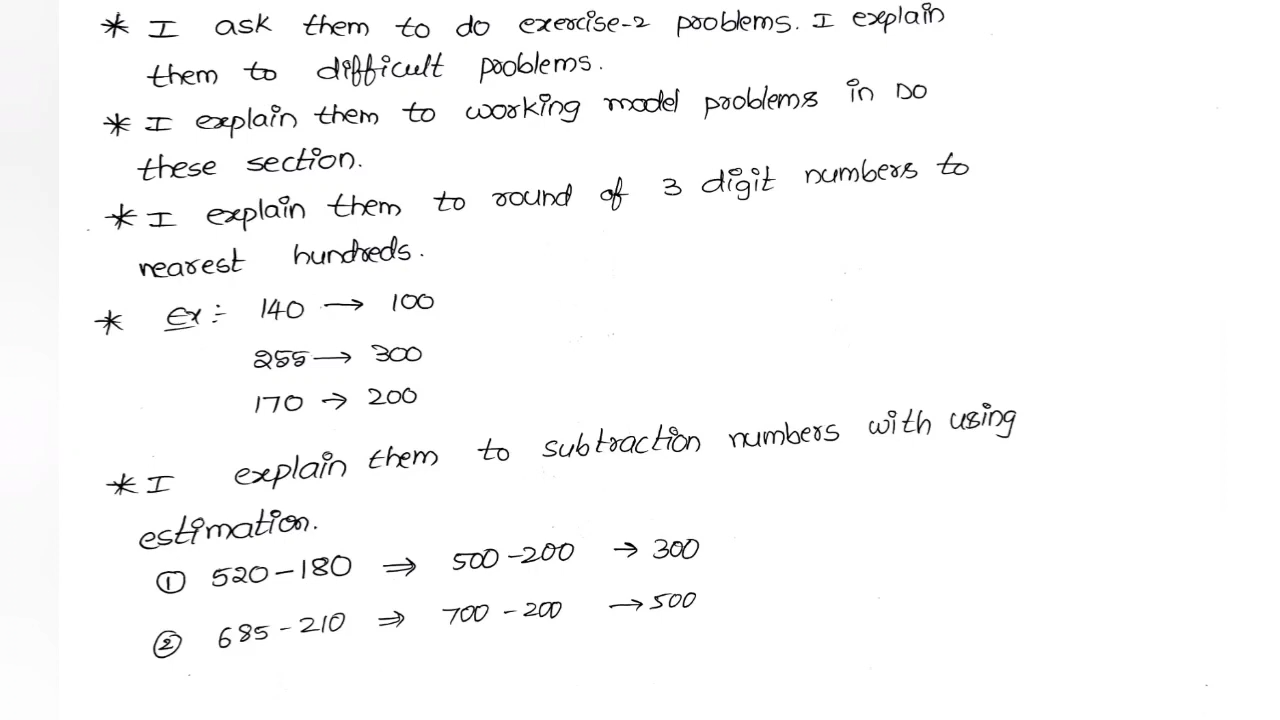 * I ask them to do exercise-2 problems. I explain
them to difficult problems.
* I explain them to working model problems in DO
these section.
* I explain them to round of 3 digit numbers to
nearest hundreds.
* Ex:- 140 → 100
255 → 300
170 → 200
* I explain them to subtraction numbers with using
estimation.
① 520-180 ⇒ 500-200 → 300
② 685-210 ⇒ 700-200 → 500